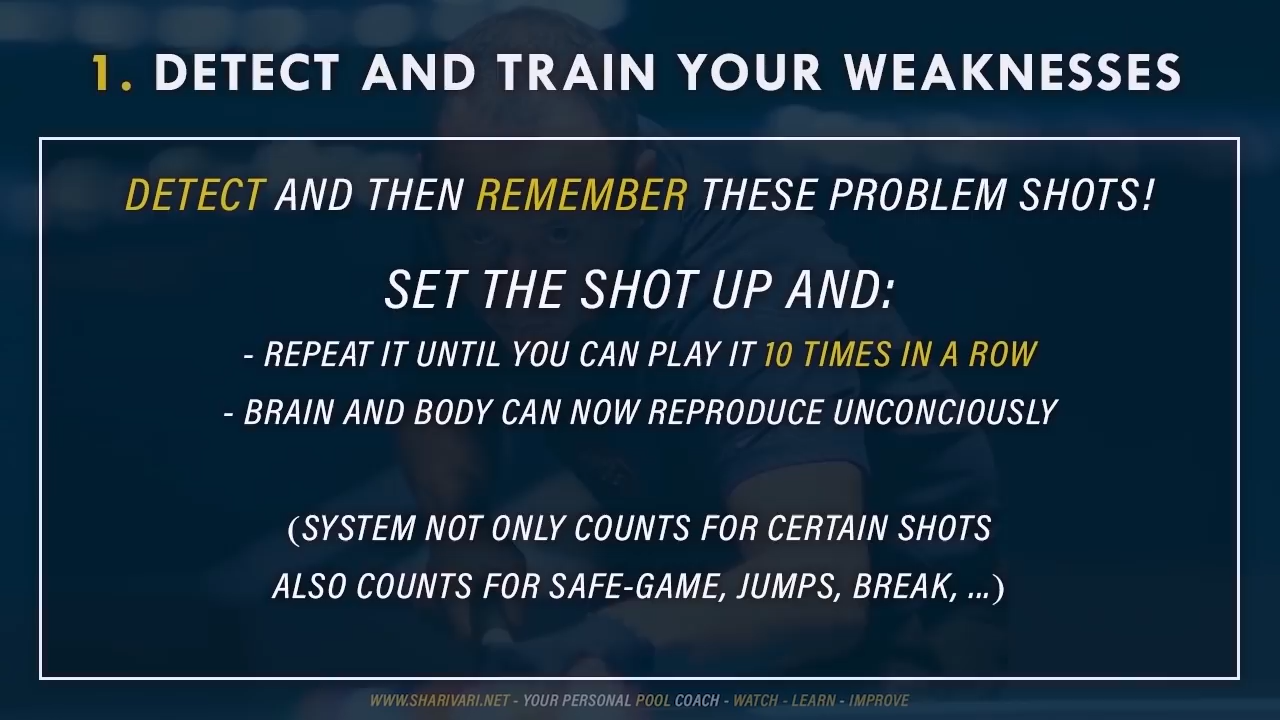 1. DETECT AND TRAIN YOUR WEAKNESSES
DETECT AND THEN REMEMBER THESE PROBLEM SHOTS!
SET THE SHOT UP AND:
- REPEAT IT UNTIL YOU CAN PLAY IT 10 TIMES IN A ROW
- BRAIN AND BODY CAN NOW REPRODUCE UNCONCIOUSLY
(SYSTEM NOT ONLY COUNTS FOR CERTAIN SHOTS
ALSO COUNTS FOR SAFE-GAME, JUMPS, BREAK, ...)
WWW.SHARIVARI.NET - YOUR PERSONAL POOL COACH - WATCH - LEARN - IMPROVE